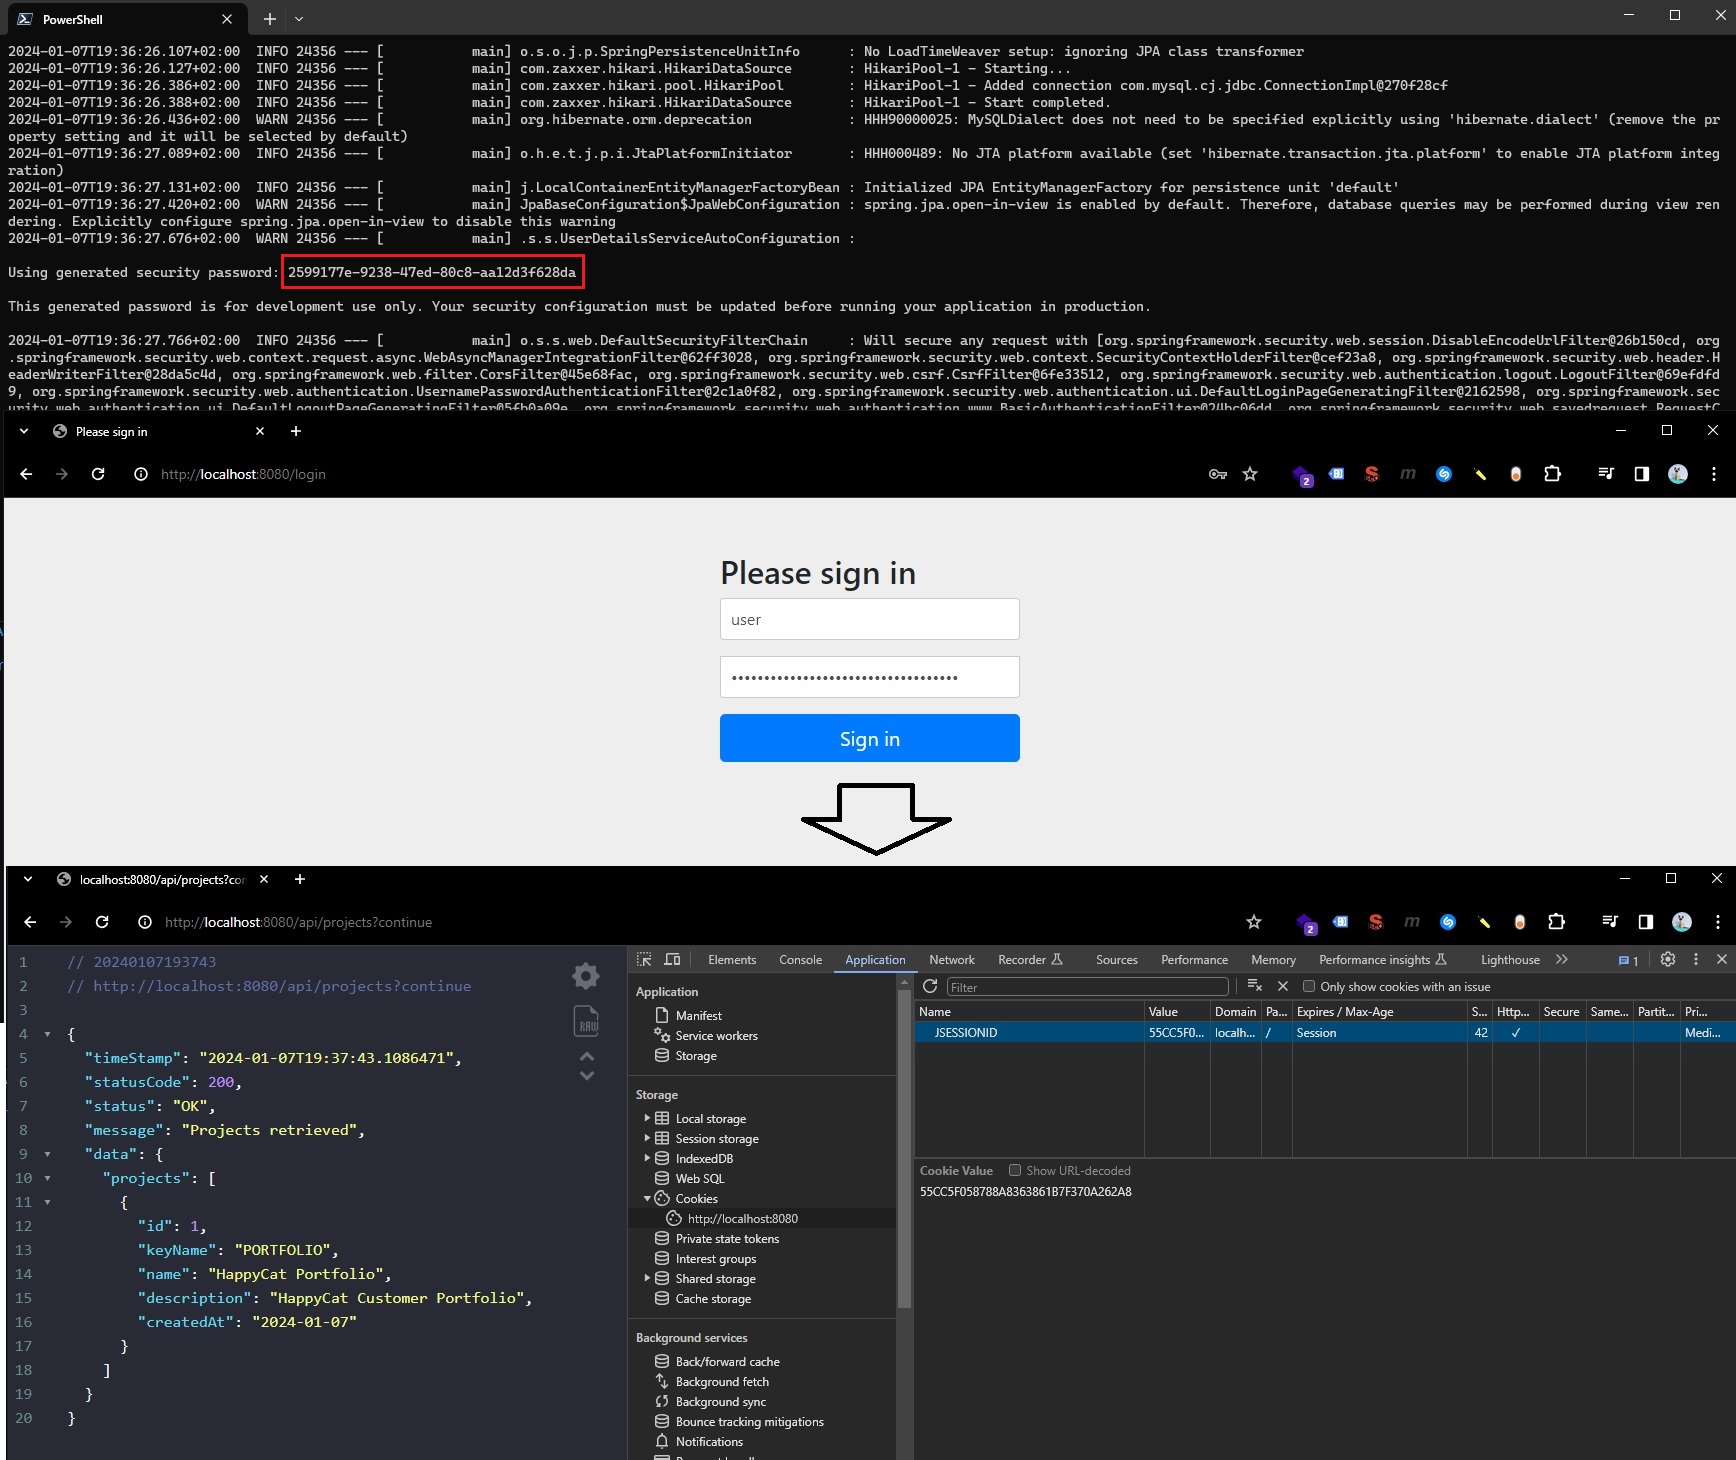 PowerShell
2024-01-07T19:36:26.107+02:00  INFO 24356 --- [           main] o.s.o.j.p.SpringPersistenceUnitInfo      : No LoadTimeWeaver setup: ignoring JPA class transformer
2024-01-07T19:36:26.127+02:00  INFO 24356 --- [           main] com.zaxxer.hikari.HikariDataSource       : HikariPool-1 - Starting...
2024-01-07T19:36:26.386+02:00  INFO 24356 --- [           main] com.zaxxer.hikari.pool.HikariPool        : HikariPool-1 - Added connection com.mysql.cj.jdbc.ConnectionImpl@270f28cf
2024-01-07T19:36:26.388+02:00  INFO 24356 --- [           main] com.zaxxer.hikari.HikariDataSource       : HikariPool-1 - Start completed.
2024-01-07T19:36:26.436+02:00  WARN 24356 --- [           main] org.hibernate.orm.deprecation            : HHH90000025: MySQLDialect does not need to be specified explicitly using 'hibernate.dialect' (remove the pr
operty setting and it will be selected by default)
2024-01-07T19:36:27.089+02:00  INFO 24356 --- [           main] o.h.e.t.j.p.i.JtaPlatformInitiator       : HHH000489: No JTA platform available (set 'hibernate.transaction.jta.platform' to enable JTA platform integ
ration)
2024-01-07T19:36:27.131+02:00  INFO 24356 --- [           main] j.LocalContainerEntityManagerFactoryBean : Initialized JPA EntityManagerFactory for persistence unit 'default'
2024-01-07T19:36:27.420+02:00  WARN 24356 --- [           main] JpaBaseConfiguration$JpaWebConfiguration : spring.jpa.open-in-view is enabled by default. Therefore, database queries may be performed during view ren
dering. Explicitly configure spring.jpa.open-in-view to disable this warning
2024-01-07T19:36:27.676+02:00  WARN 24356 --- [           main] .s.s.UserDetailsServiceAutoConfiguration :
Using generated security password: 2599177e-9238-47ed-80c8-aa12d3f628da
This generated password is for development use only. Your security configuration must be updated before running your application in production.
2024-01-07T19:36:27.766+02:00  INFO 24356 --- [           main] o.s.s.web.DefaultSecurityFilterChain     : Will secure any request with [org.springframework.security.web.session.DisableEncodeUrlFilter@26b150cd, org
.springframework.security.web.context.request.async.WebAsyncManagerIntegrationFilter@62ff3028, org.springframework.security.web.context.SecurityContextHolderFilter@cef23a8, org.springframework.security.web.header.H
eaderWriterFilter@28da5c4d, org.springframework.web.filter.CorsFilter@45e68fac, org.springframework.security.web.csrf.CsrfFilter@6fe33512, org.springframework.security.web.authentication.logout.LogoutFilter@69efdfd
9, org.springframework.security.web.authentication.UsernamePasswordAuthenticationFilter@2c1a0f82, org.springframework.security.web.authentication.ui.DefaultLoginPageGeneratingFilter@2162598, org.springframework.sec
urity.web.authentication.ui.DefaultLogoutPageGeneratingFilter@5fb0a09e, org.springframework.security.web.authentication.www.BasicAuthenticationFilter@24bc06dd, org.springframework.security.web.savedrequest.RequestC
Please sign in
http://localhost:8080/login
2
Please sign in
user
••••••••••••••••••••••••••••••••••••
Sign in
localhost:8080/api/projects?con
http://localhost:8080/api/projects?continue
2
1 // 20240107193743
2 // http://localhost:8080/api/projects?continue
3
4 {
5 "timeStamp": "2024-01-07T19:37:43.1086471",
6 "statusCode": 200,
7 "status": "OK",
8 "message": "Projects retrieved",
9 "data": {
10 "projects": [
11 {
12 "id": 1,
13 "keyName": "PORTFOLIO",
14 "name": "HappyCat Portfolio",
15 "description": "HappyCat Customer Portfolio",
16 "createdAt": "2024-01-07"
17 }
18 ]
19 }
20 }
RAW
Elements Console Application Network Recorder Sources Performance Memory Performance insights Lighthouse 1
Application
Manifest
Service workers
Storage
Storage
Local storage
Session storage
IndexedDB
Web SQL
Cookies
http://localhost:8080
Private state tokens
Interest groups
Shared storage
Cache storage
Background services
Back/forward cache
Background fetch
Background sync
Bounce tracking mitigations
Notifications
Filter Only show cookies with an issue
Name Value Domain Pa... Expires / Max-Age S... Http... Secure Same... Partit... Pri...
JSESSIONID 55CC5F0... localh... / Session 42 ✓ Medi...
Cookie Value Show URL-decoded
55CC5F058788A8363861B7F370A262A8